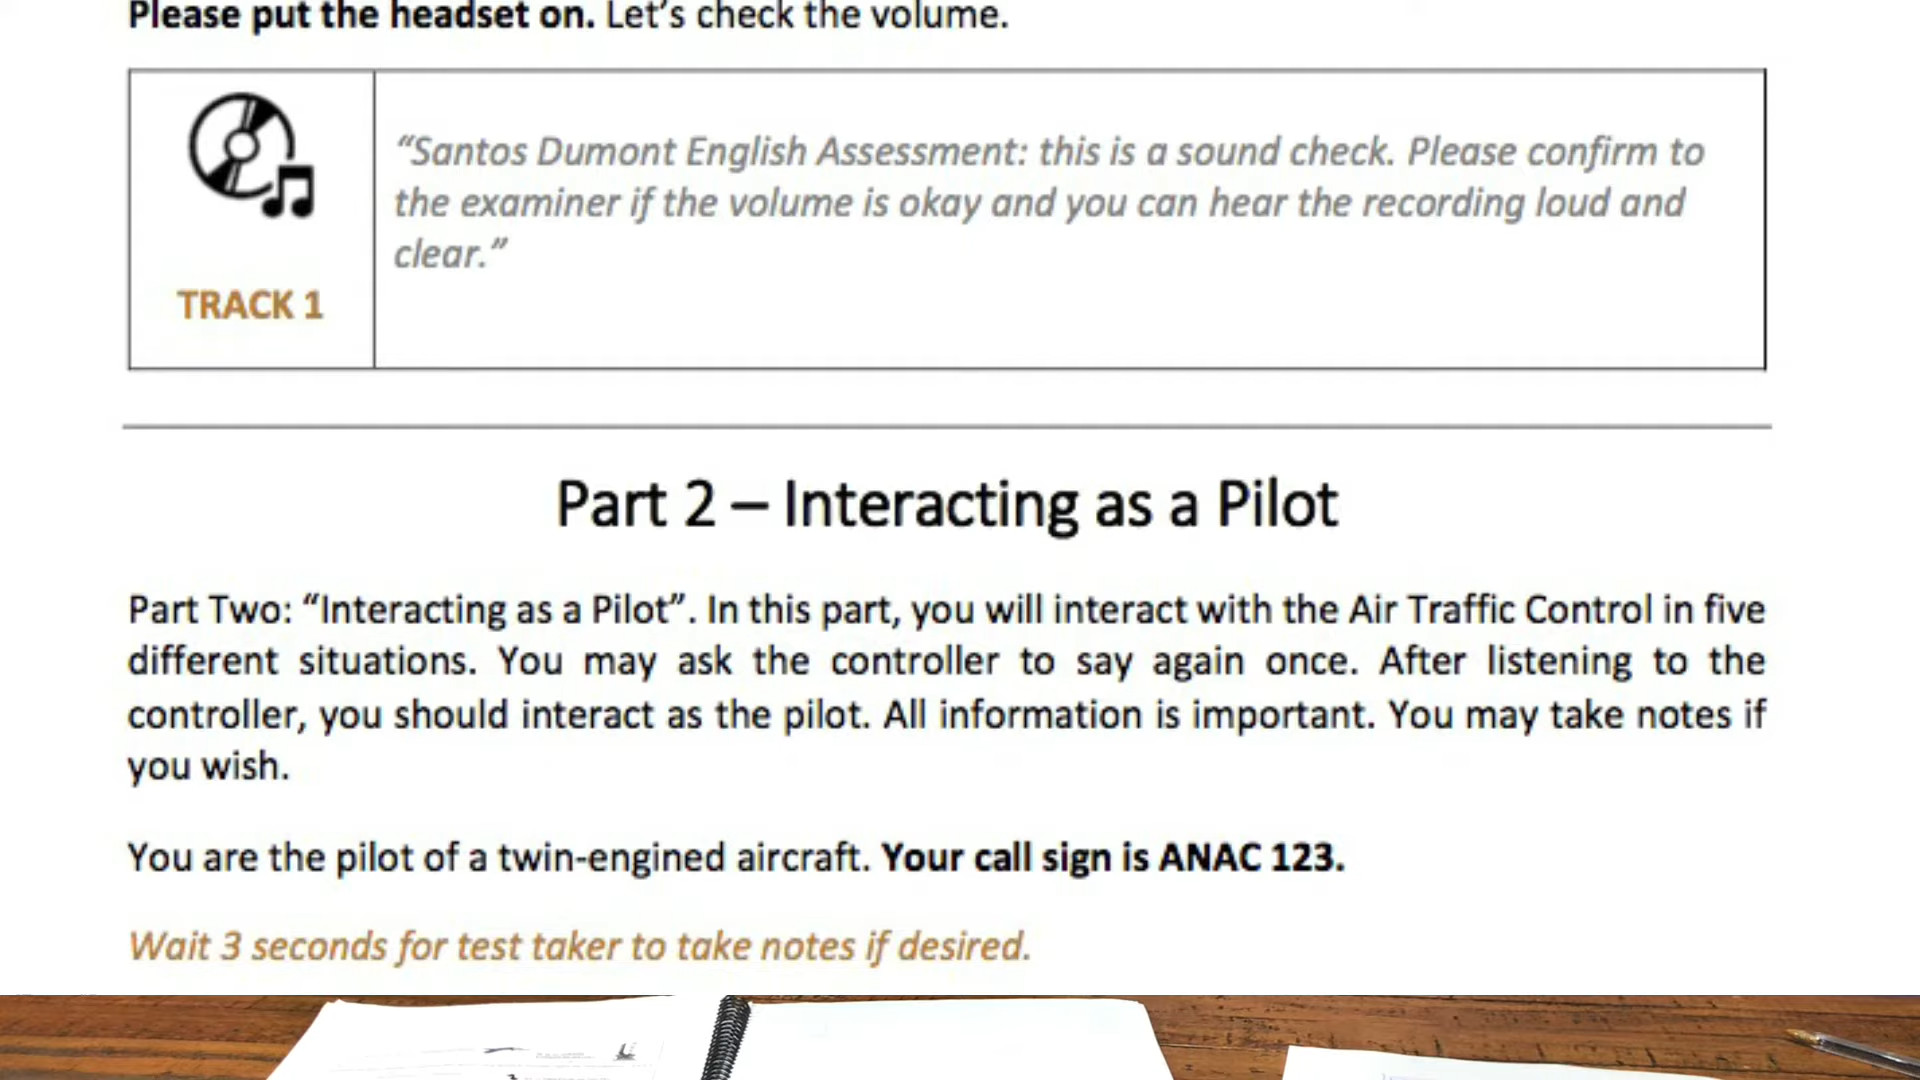 Please put the headset on. Let's check the volume.
"Santos Dumont English Assessment: this is a sound check. Please confirm to
the examiner if the volume is okay and you can hear the recording loud and
clear."
TRACK 1
Part 2 – Interacting as a Pilot
Part Two: "Interacting as a Pilot". In this part, you will interact with the Air Traffic Control in five
different situations. You may ask the controller to say again once. After listening to the
controller, you should interact as the pilot. All information is important. You may take notes if
you wish.
You are the pilot of a twin-engined aircraft. Your call sign is ANAC 123.
Wait 3 seconds for test taker to take notes if desired.